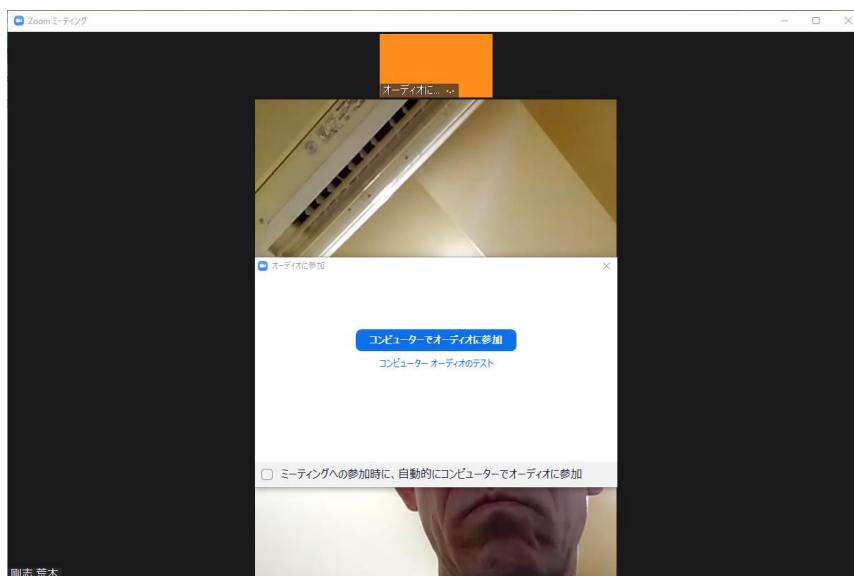 Zoom ミーティング
オーディオに...
オーディオに参加
コンピューターでオーディオに参加
コンピューター オーディオのテスト
ミーティングへの参加時に、自動的にコンピューターでオーディオに参加
剛志 荒木